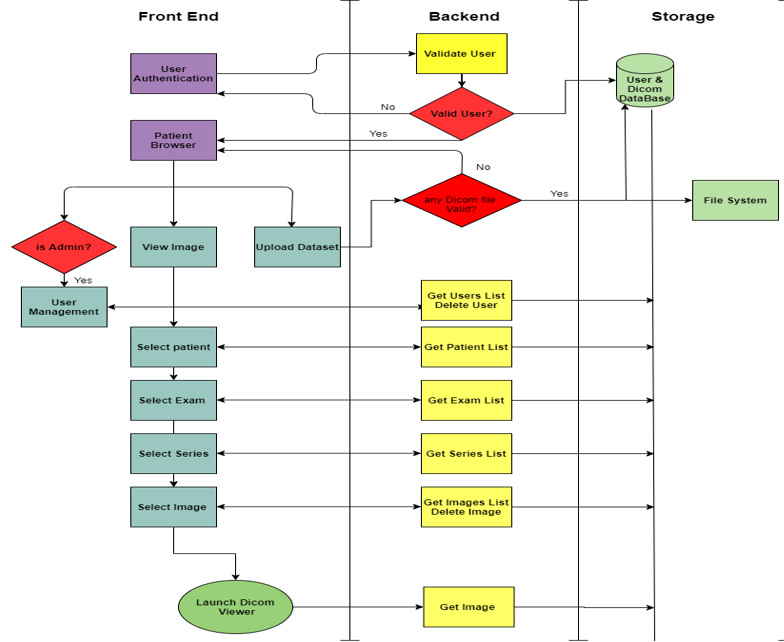 Front End
Backend
Storage
User
Authentication
Validate User
User &
Dicom
DataBase
No
Valid User?
Patient
Browser
Yes
No
any Dicom file
Valid?
Yes
File System
is Admin?
View Image
Upload Dataset
Yes
User
Management
Get Users List
Delete User
Select patient
Get Patient List
Select Exam
Get Exam List
Select Series
Get Series List
Select Image
Get Images List
Delete Image
Launch Dicom
Viewer
Get Image